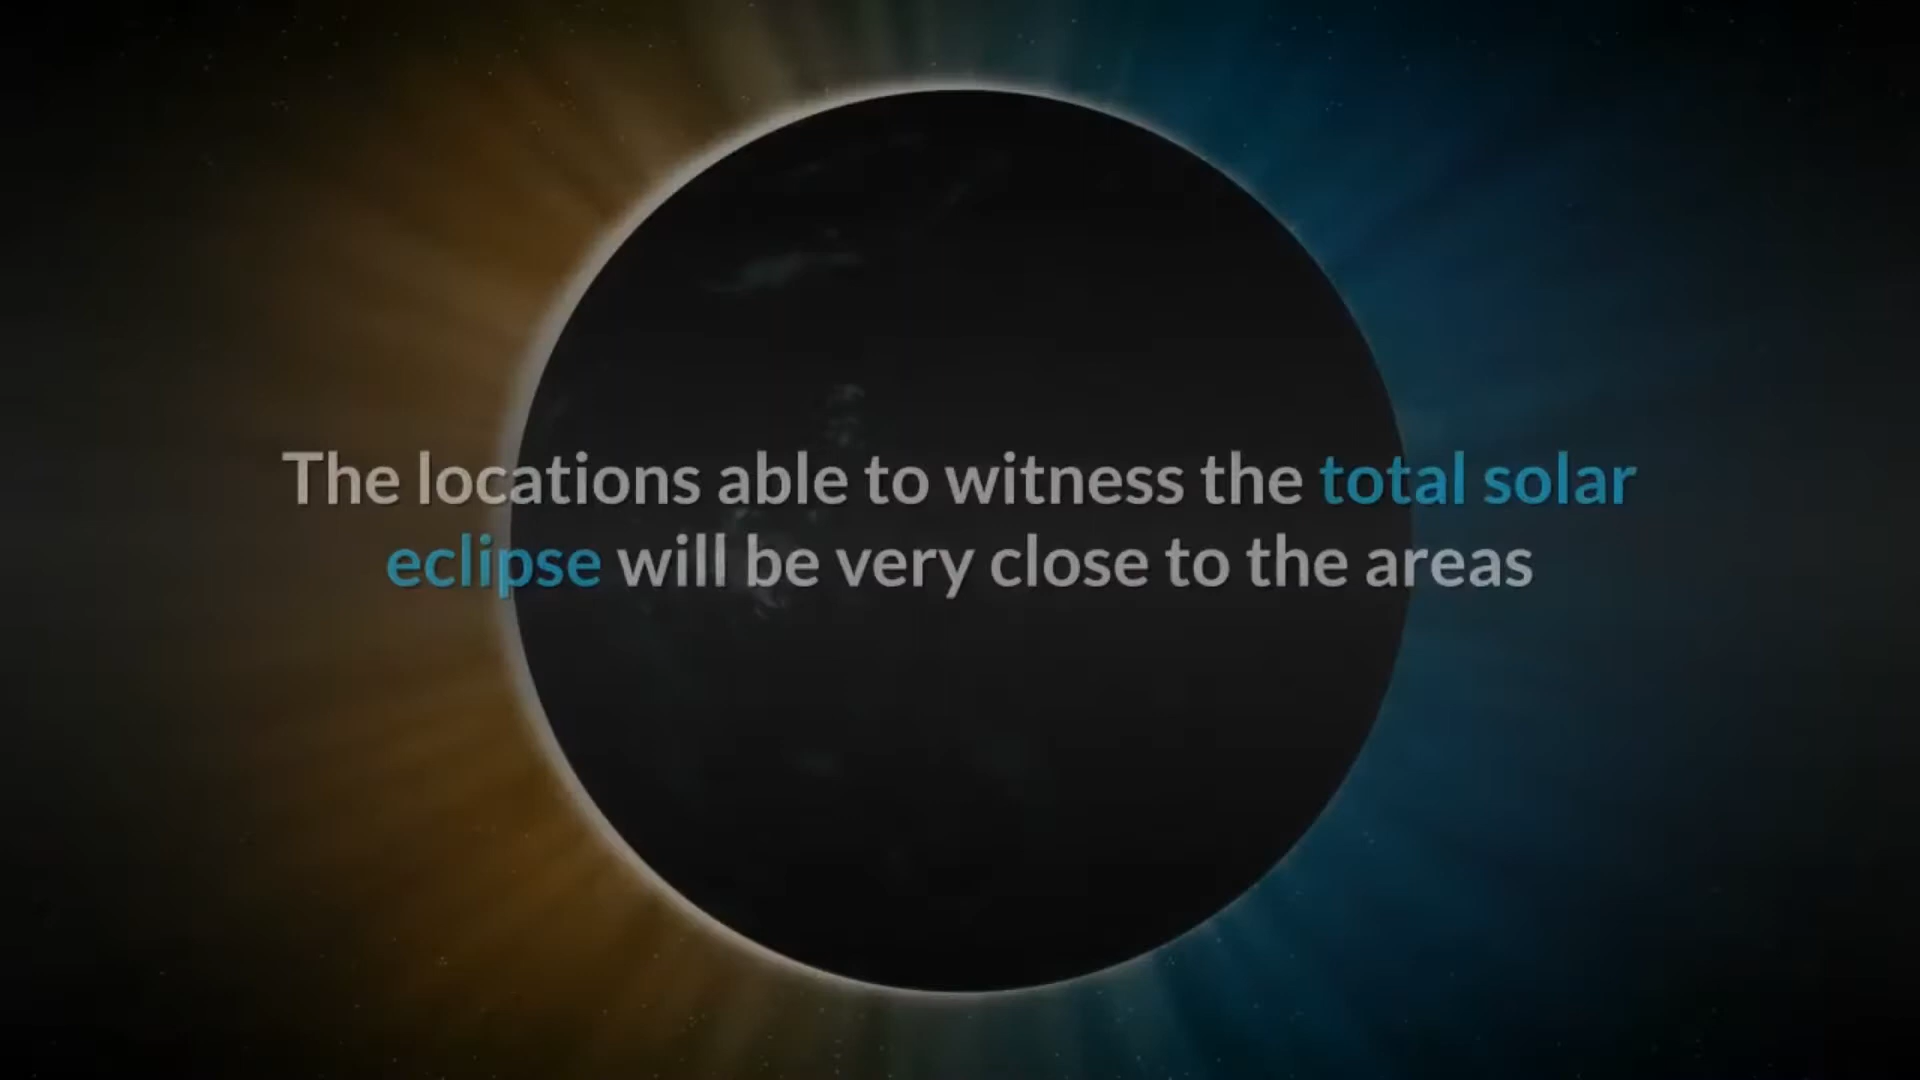 The locations able to witness the total solar
eclipse will be very close to the areas